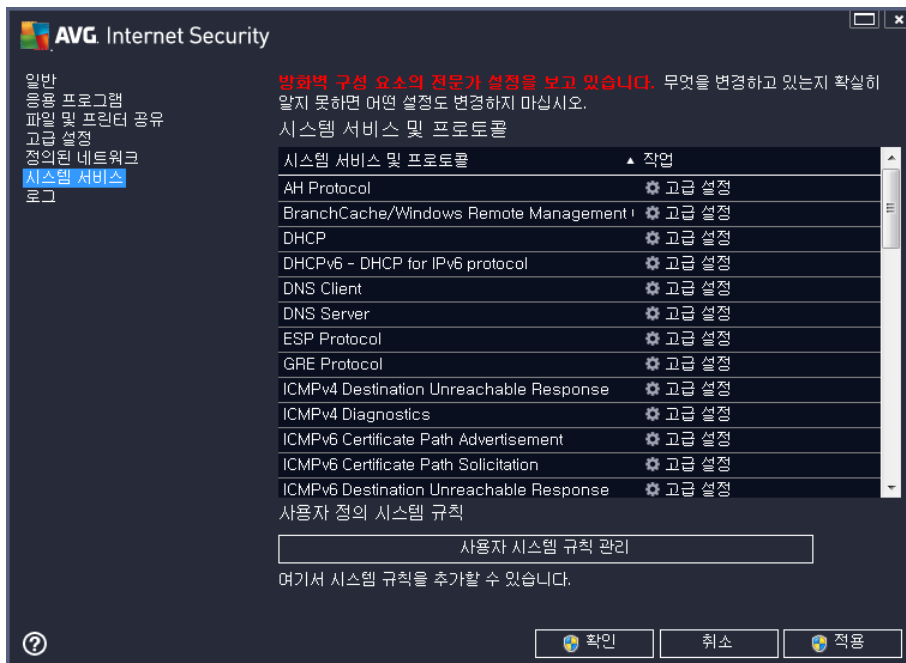 AVG. Internet Security
일반
응용 프로그램
파일 및 프린터 공유
고급 설정
정의된 네트워크
시스템 서비스
로그
방화벽 구성 요소의 전문가 설정을 보고 있습니다. 무엇을 변경하고 있는지 확실히
알지 못하면 어떤 설정도 변경하지 마십시오.
시스템 서비스 및 프로토콜
시스템 서비스 및 프로토콜 작업
AH Protocol 고급 설정
BranchCache/Windows Remote Management 고급 설정
DHCP 고급 설정
DHCPv6 - DHCP for IPv6 protocol 고급 설정
DNS Client 고급 설정
DNS Server 고급 설정
ESP Protocol 고급 설정
GRE Protocol 고급 설정
ICMPv4 Destination Unreachable Response 고급 설정
ICMPv4 Diagnostics 고급 설정
ICMPv6 Certificate Path Advertisement 고급 설정
ICMPv6 Certificate Path Solicitation 고급 설정
ICMPv6 Destination Unreachable Response 고급 설정
사용자 정의 시스템 규칙
사용자 시스템 규칙 관리
여기서 시스템 규칙을 추가할 수 있습니다.
확인 취소 적용